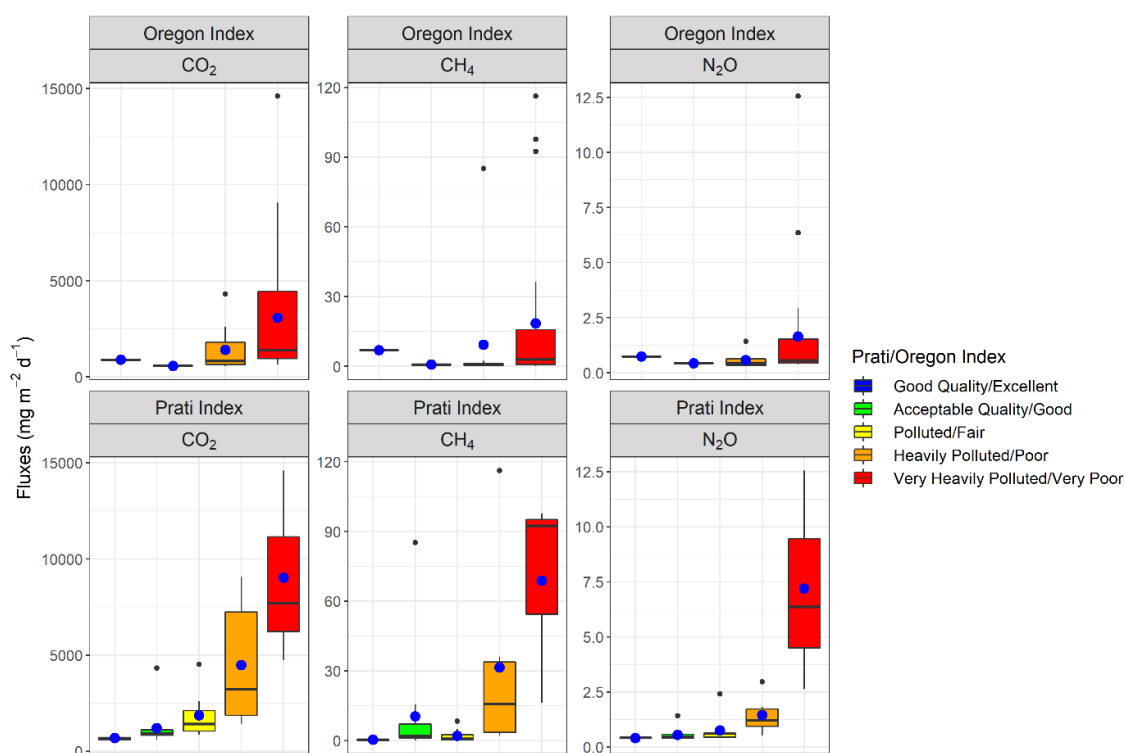 Oregon Index
Oregon Index
Oregon Index
CO₂
CH₄
N₂O
15000
10000
5000
0
120
90
60
30
0
12.5
10.0
7.5
5.0
2.5
0.0
Fluxes (mg m⁻² d⁻¹)
Prati Index
Prati Index
Prati Index
CO₂
CH₄
N₂O
15000
10000
5000
0
120
90
60
30
0
12.5
10.0
7.5
5.0
2.5
0.0
Prati/Oregon Index
Good Quality/Excellent
Acceptable Quality/Good
Polluted/Fair
Heavily Polluted/Poor
Very Heavily Polluted/Very Poor